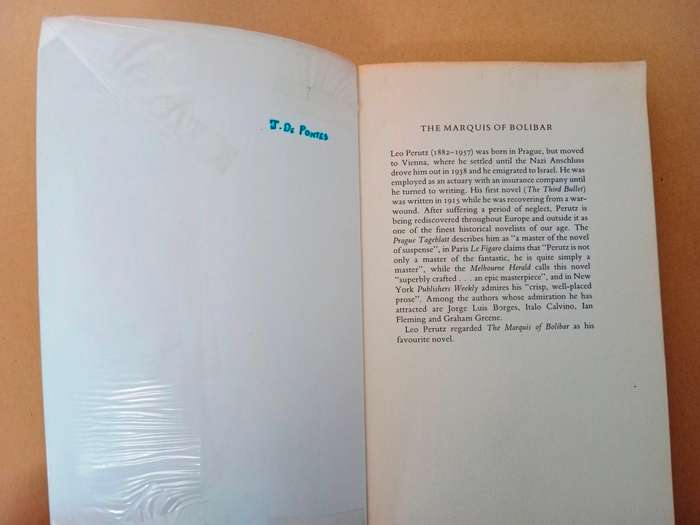 J. De Pontes
THE MARQUIS OF BOLIBAR
Leo Perutz (1882–1957) was born in Prague, but moved
to Vienna, where he settled until the Nazi Anschluss
drove him out in 1938 and he emigrated to Israel. He was
employed as an actuary with an insurance company until
he turned to writing. His first novel (The Third Bullet)
was written in 1915 while he was recovering from a war-
wound. After suffering a period of neglect, Perutz is
being rediscovered throughout Europe and outside it as
one of the finest historical novelists of our age. The
Prague Tageblatt describes him as "a master of the novel
of suspense", in Paris Le Figaro claims that "Perutz is not
only a master of the fantastic, he is quite simply a
master", while the Melbourne Herald calls this novel
"superbly crafted . . . an epic masterpiece", and in New
York Publishers Weekly admires his "crisp, well-placed
prose". Among the authors whose admiration he has
attracted are Jorge Luis Borges, Italo Calvino, Ian
Fleming and Graham Greene.
Leo Perutz regarded The Marquis of Bolibar as his
favourite novel.